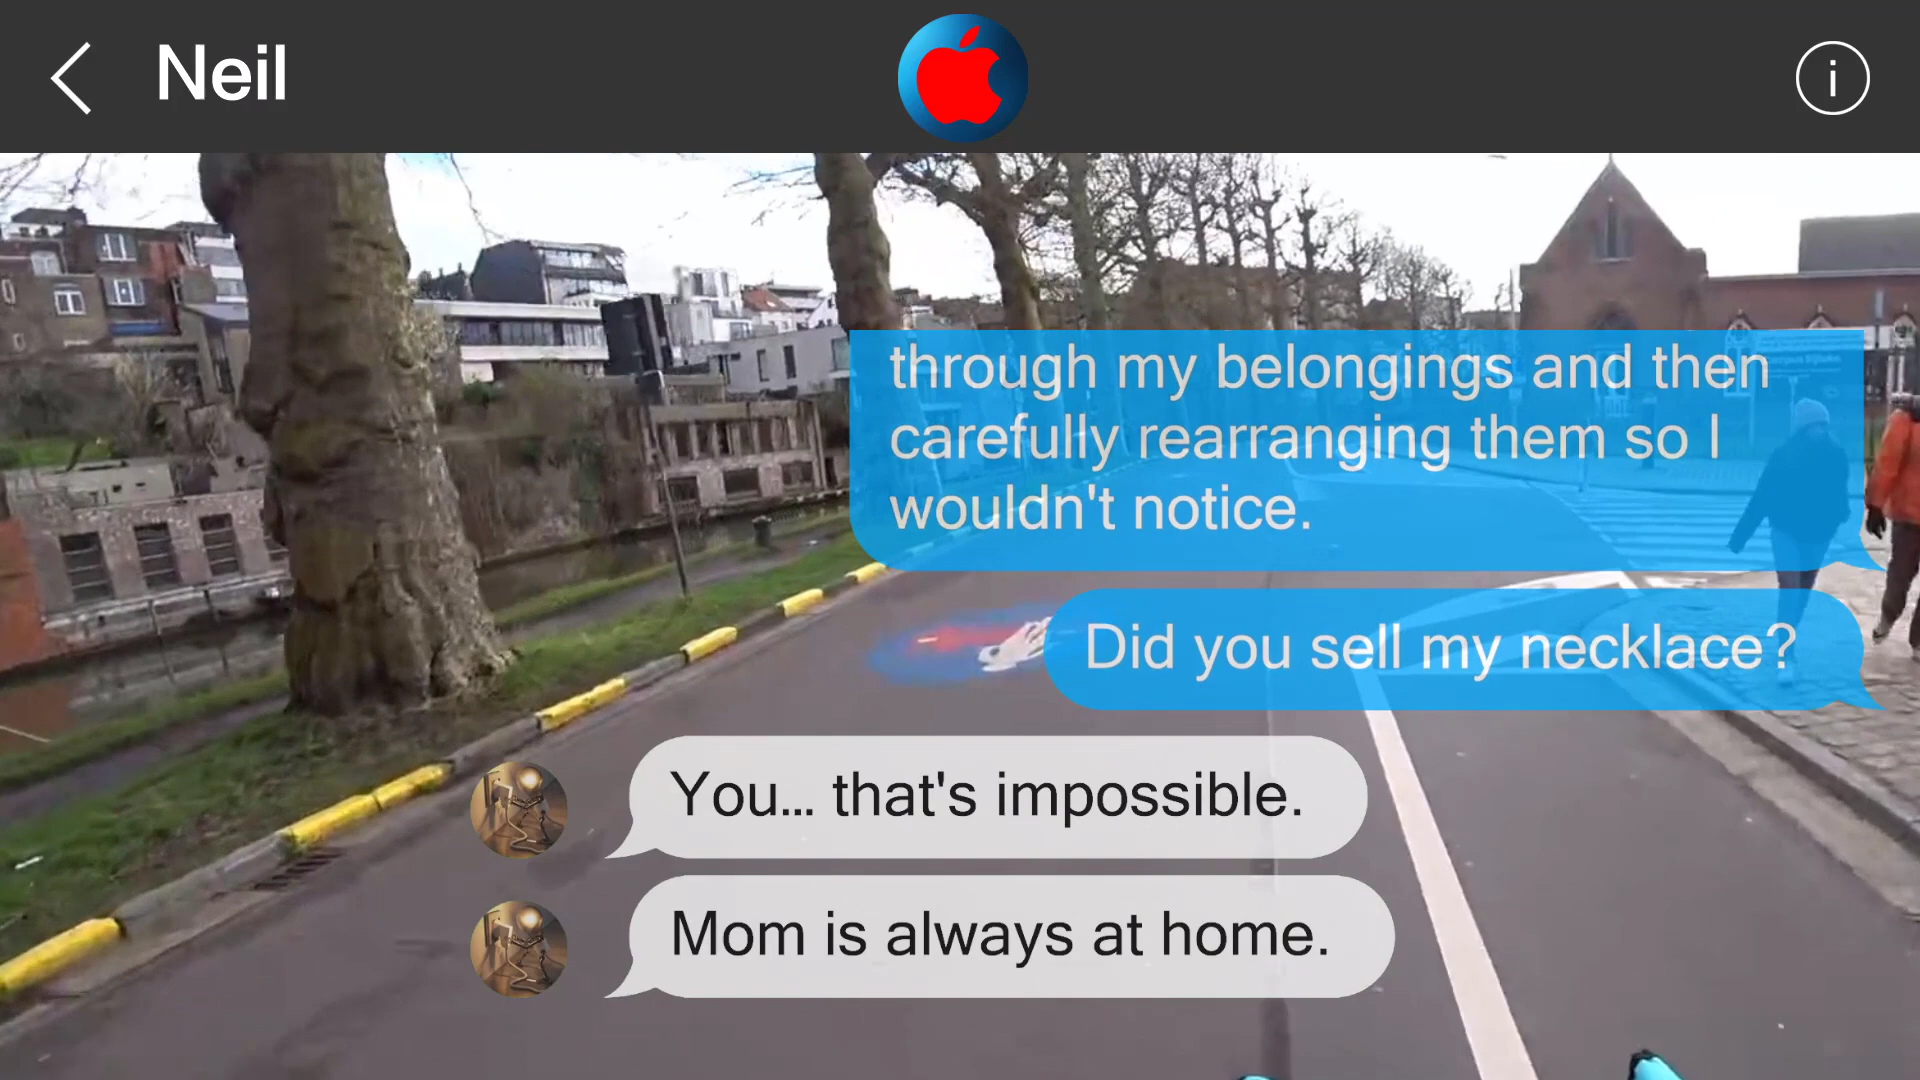 Neil
through my belongings and then
carefully rearranging them so I
wouldn't notice.
Did you sell my necklace?
You... that's impossible.
Mom is always at home.